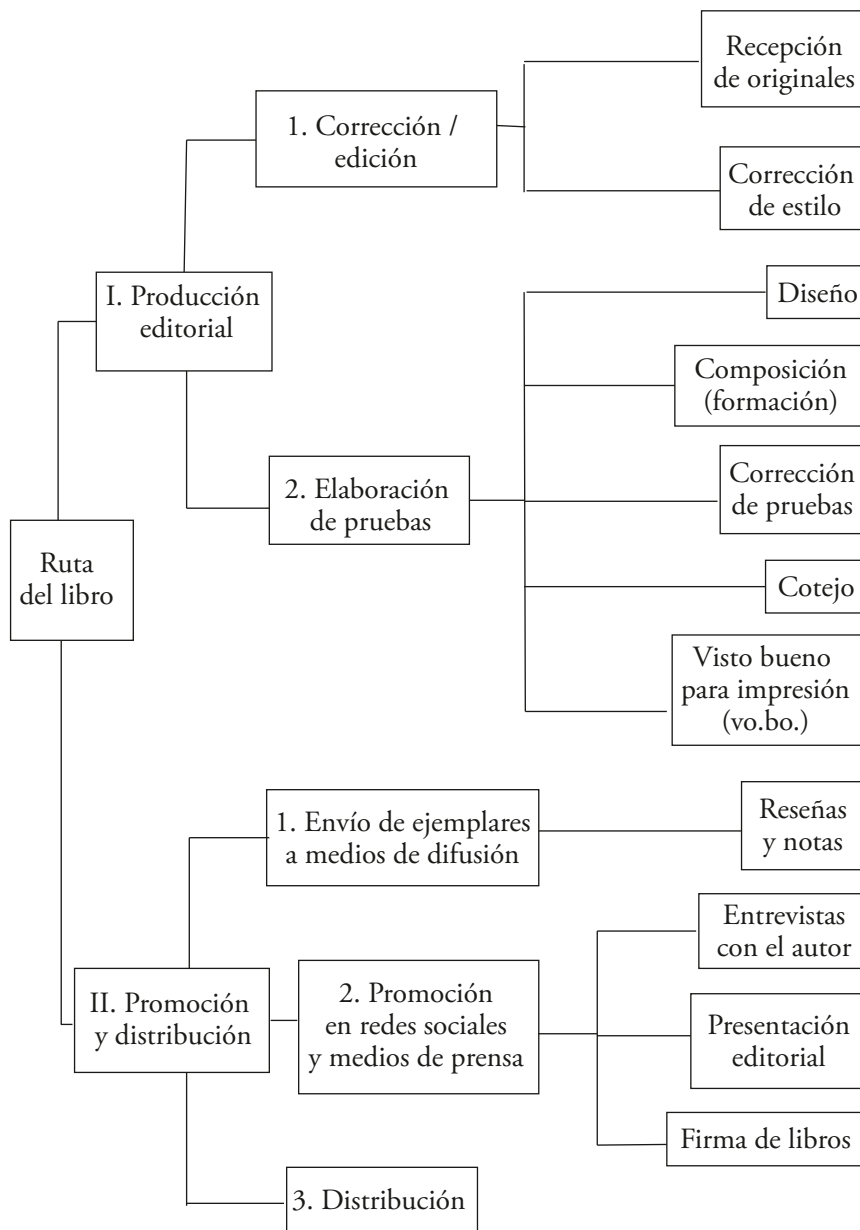 Ruta
del libro
I. Producción
editorial
1. Corrección /
edición
Recepción
de originales
Corrección
de estilo
2. Elaboración
de pruebas
Diseño
Composición
(formación)
Corrección
de pruebas
Cotejo
Visto bueno
para impresión
(vo.bo.)
II. Promoción
y distribución
1. Envío de ejemplares
a medios de difusión
Reseñas
y notas
2. Promoción
en redes sociales
y medios de prensa
Entrevistas
con el autor
Presentación
editorial
Firma de libros
3. Distribución